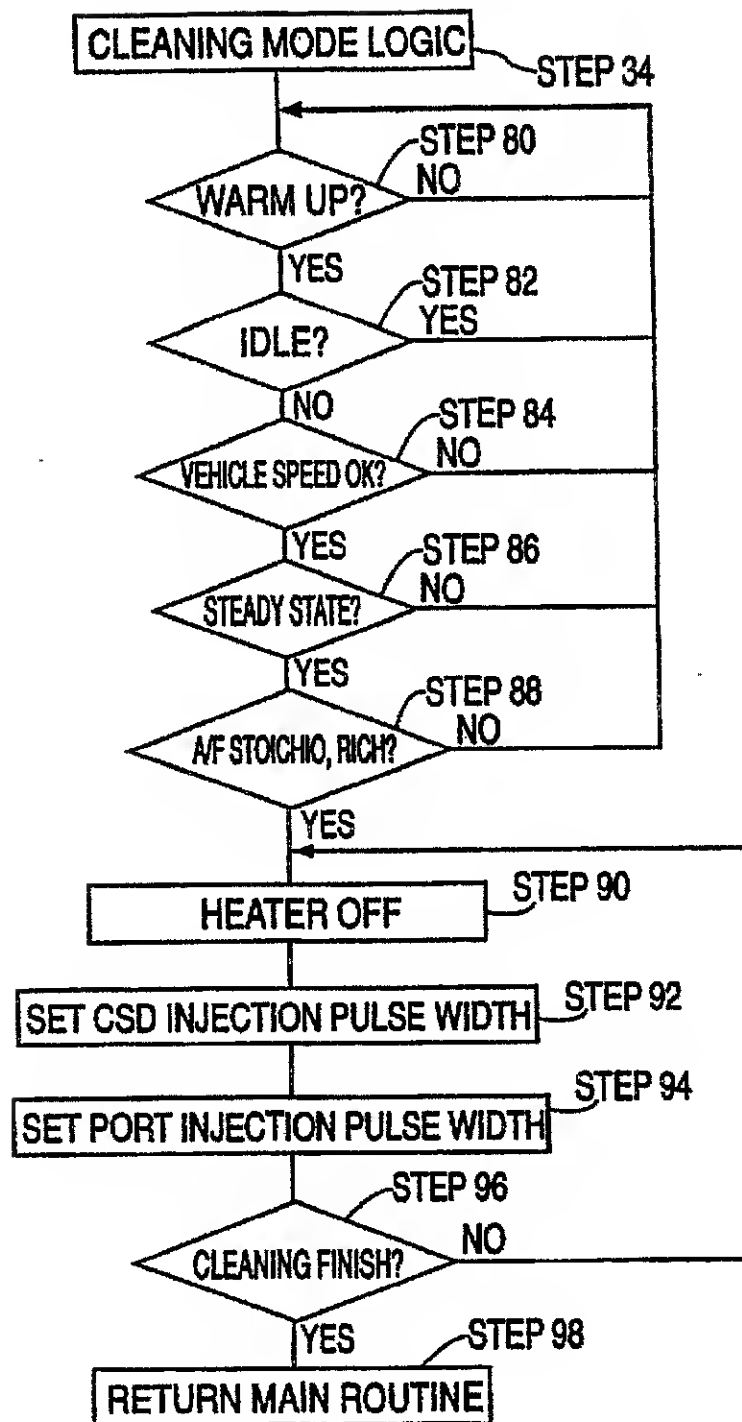 CLEANING MODE LOGIC
STEP 34
STEP 80
WARM UP?
NO
YES
STEP 82
IDLE?
YES
NO
STEP 84
VEHICLE SPEED OK?
NO
YES
STEP 86
STEADY STATE?
NO
YES
STEP 88
A/F STOICHIO, RICH?
NO
YES
HEATER OFF
STEP 90
SET CSD INJECTION PULSE WIDTH
STEP 92
SET PORT INJECTION PULSE WIDTH
STEP 94
STEP 96
CLEANING FINISH?
NO
YES
STEP 98
RETURN MAIN ROUTINE